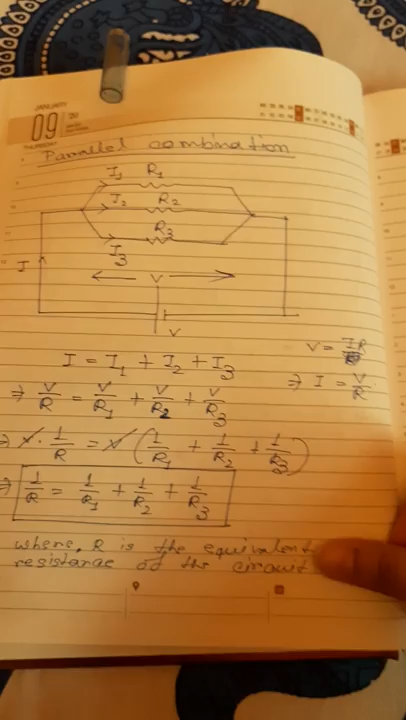 JANUARY
09
THURSDAY
Parallel combination
I₁ R₁
I₂ R₂
R₃
I₃
I
V
V
I = I₁ + I₂ + I₃
V = IR
⇒ I = V/R
⇒ V/R = V/R₁ + V/R₂ + V/R₃
⇒ V · 1/R = V (1/R₁ + 1/R₂ + 1/R₃)
⇒ 1/R = 1/R₁ + 1/R₂ + 1/R₃
where, R is the equivalent
resistance of the circuit